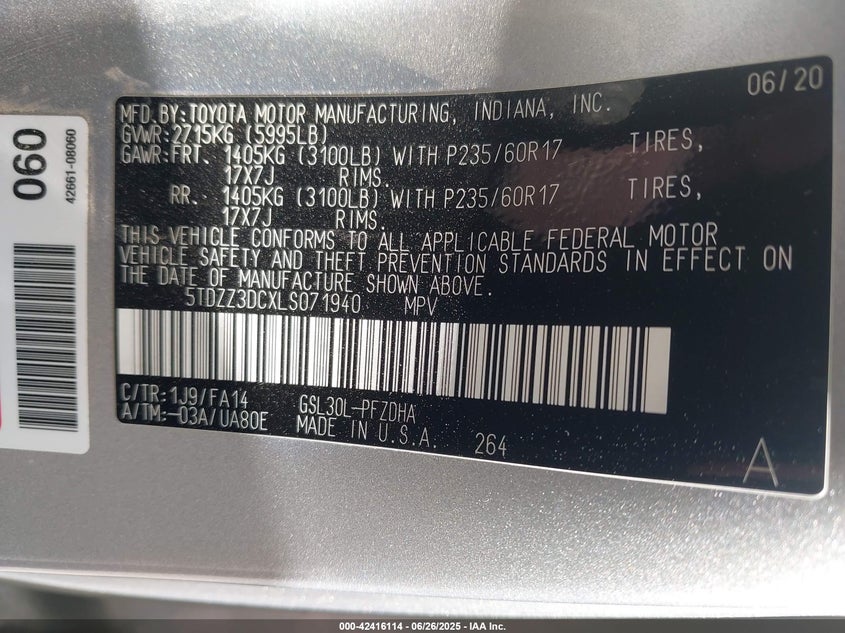 06/20
MFD.BY:TOYOTA MOTOR MANUFACTURING, INDIANA, INC.
GVWR:2715KG (5995LB)
GAWR:FRT. 1405KG (3100LB) WITH P235/60R17 TIRES,
17X7J RIMS.
RR. 1405KG (3100LB) WITH P235/60R17 TIRES,
17X7J RIMS.
THIS VEHICLE CONFORMS TO ALL APPLICABLE FEDERAL MOTOR
VEHICLE SAFETY AND THEFT PREVENTION STANDARDS IN EFFECT ON
THE DATE OF MANUFACTURE SHOWN ABOVE.
5TDZZ3DCXLS071940 MPV
C/TR:1J9/FA14 GSL30L-PFZDHA
A/TM:-03A/UA80E MADE IN U.S.A. 264
A
060
42661-08060
000-42416114 - 06/26/2025 - IAA Inc.